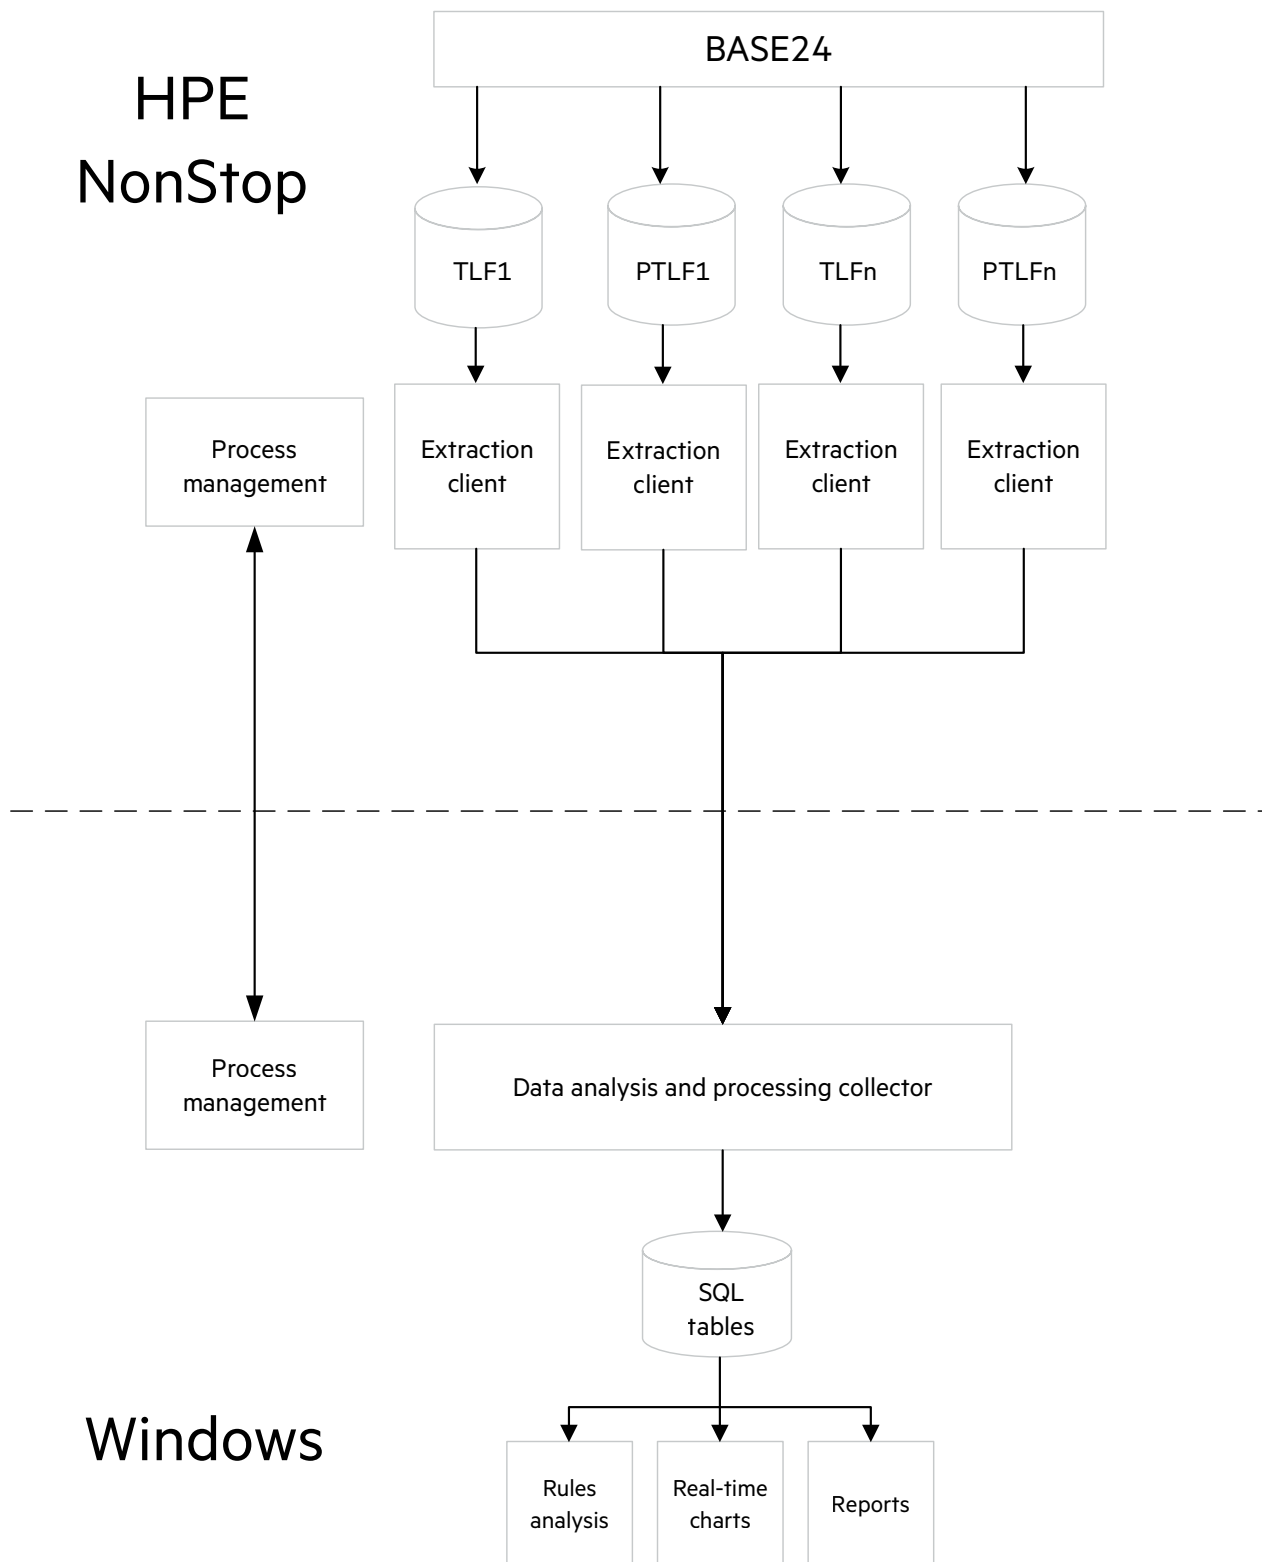 BASE24
HPE
NonStop
TLF1
PTLF1
TLFn
PTLFn
Process
management
Extraction
client
Extraction
client
Extraction
client
Extraction
client
Process
management
Data analysis and processing collector
SQL
tables
Windows
Rules
analysis
Real-time
charts
Reports